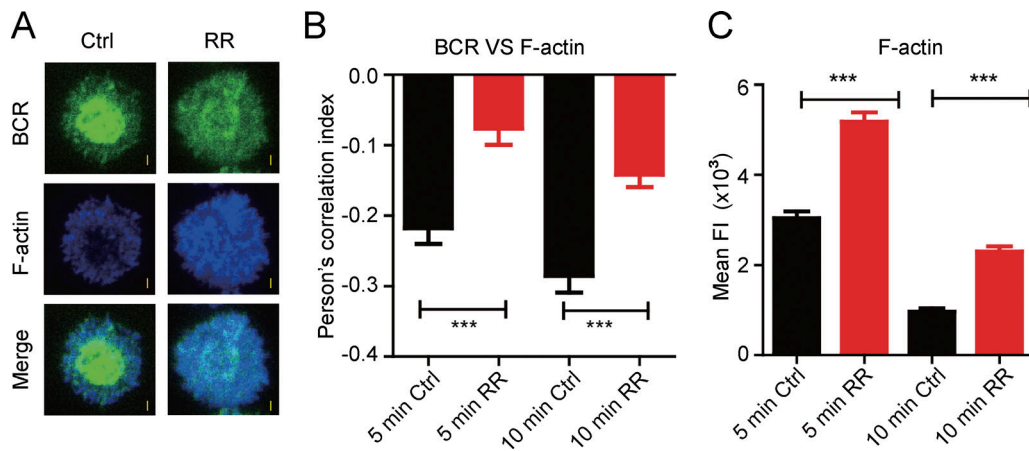 A
Ctrl
RR
BCR
F-actin
Merge
B
BCR VS F-actin
Person's correlation index
0.0
-0.1
-0.2
-0.3
-0.4
***
***
5 min Ctrl
5 min RR
10 min Ctrl
10 min RR
C
F-actin
Mean FI (x10³)
6
4
2
0
***
***
5 min Ctrl
5 min RR
10 min Ctrl
10 min RR